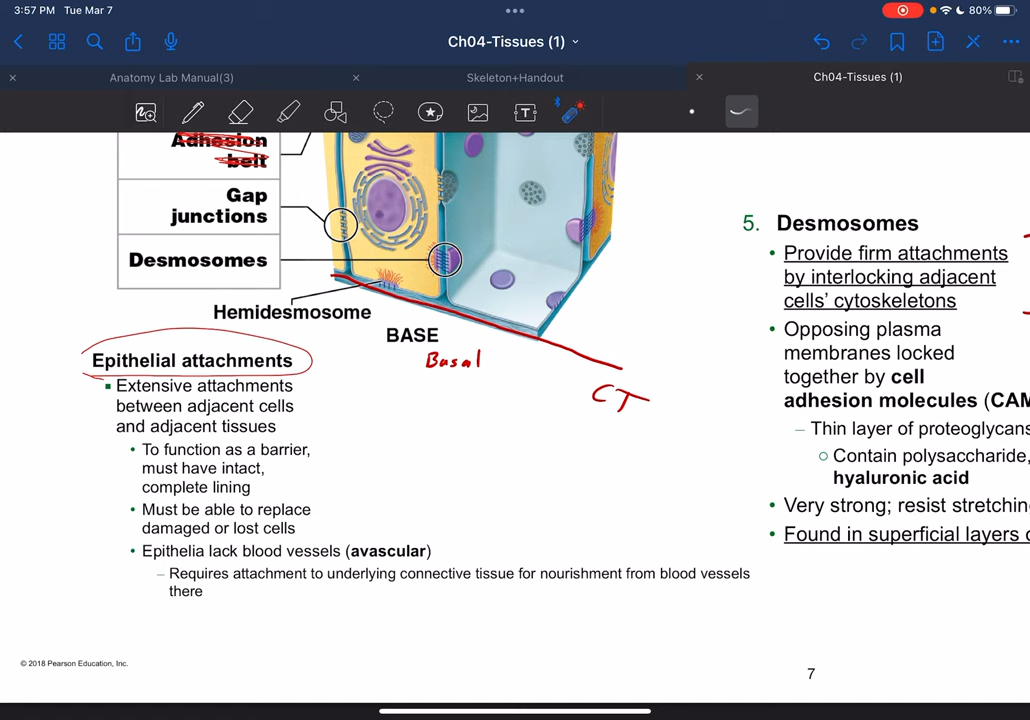 3:57 PM Tue Mar 7
80%
Ch04-Tissues (1)
Anatomy Lab Manual(3)
Skeleton+Handout
Ch04-Tissues (1)
Adhesion
belt
Gap
junctions
Desmosomes
Hemidesmosome
BASE
Basal
CT
Epithelial attachments
Extensive attachments
between adjacent cells
and adjacent tissues
• To function as a barrier,
must have intact,
complete lining
• Must be able to replace
damaged or lost cells
• Epithelia lack blood vessels (avascular)
– Requires attachment to underlying connective tissue for nourishment from blood vessels
there
© 2018 Pearson Education, Inc.
5. Desmosomes
• Provide firm attachments
by interlocking adjacent
cells' cytoskeletons
• Opposing plasma
membranes locked
together by cell
adhesion molecules (CAM
– Thin layer of proteoglycans
○ Contain polysaccharide,
hyaluronic acid
• Very strong; resist stretchin
• Found in superficial layers o
7